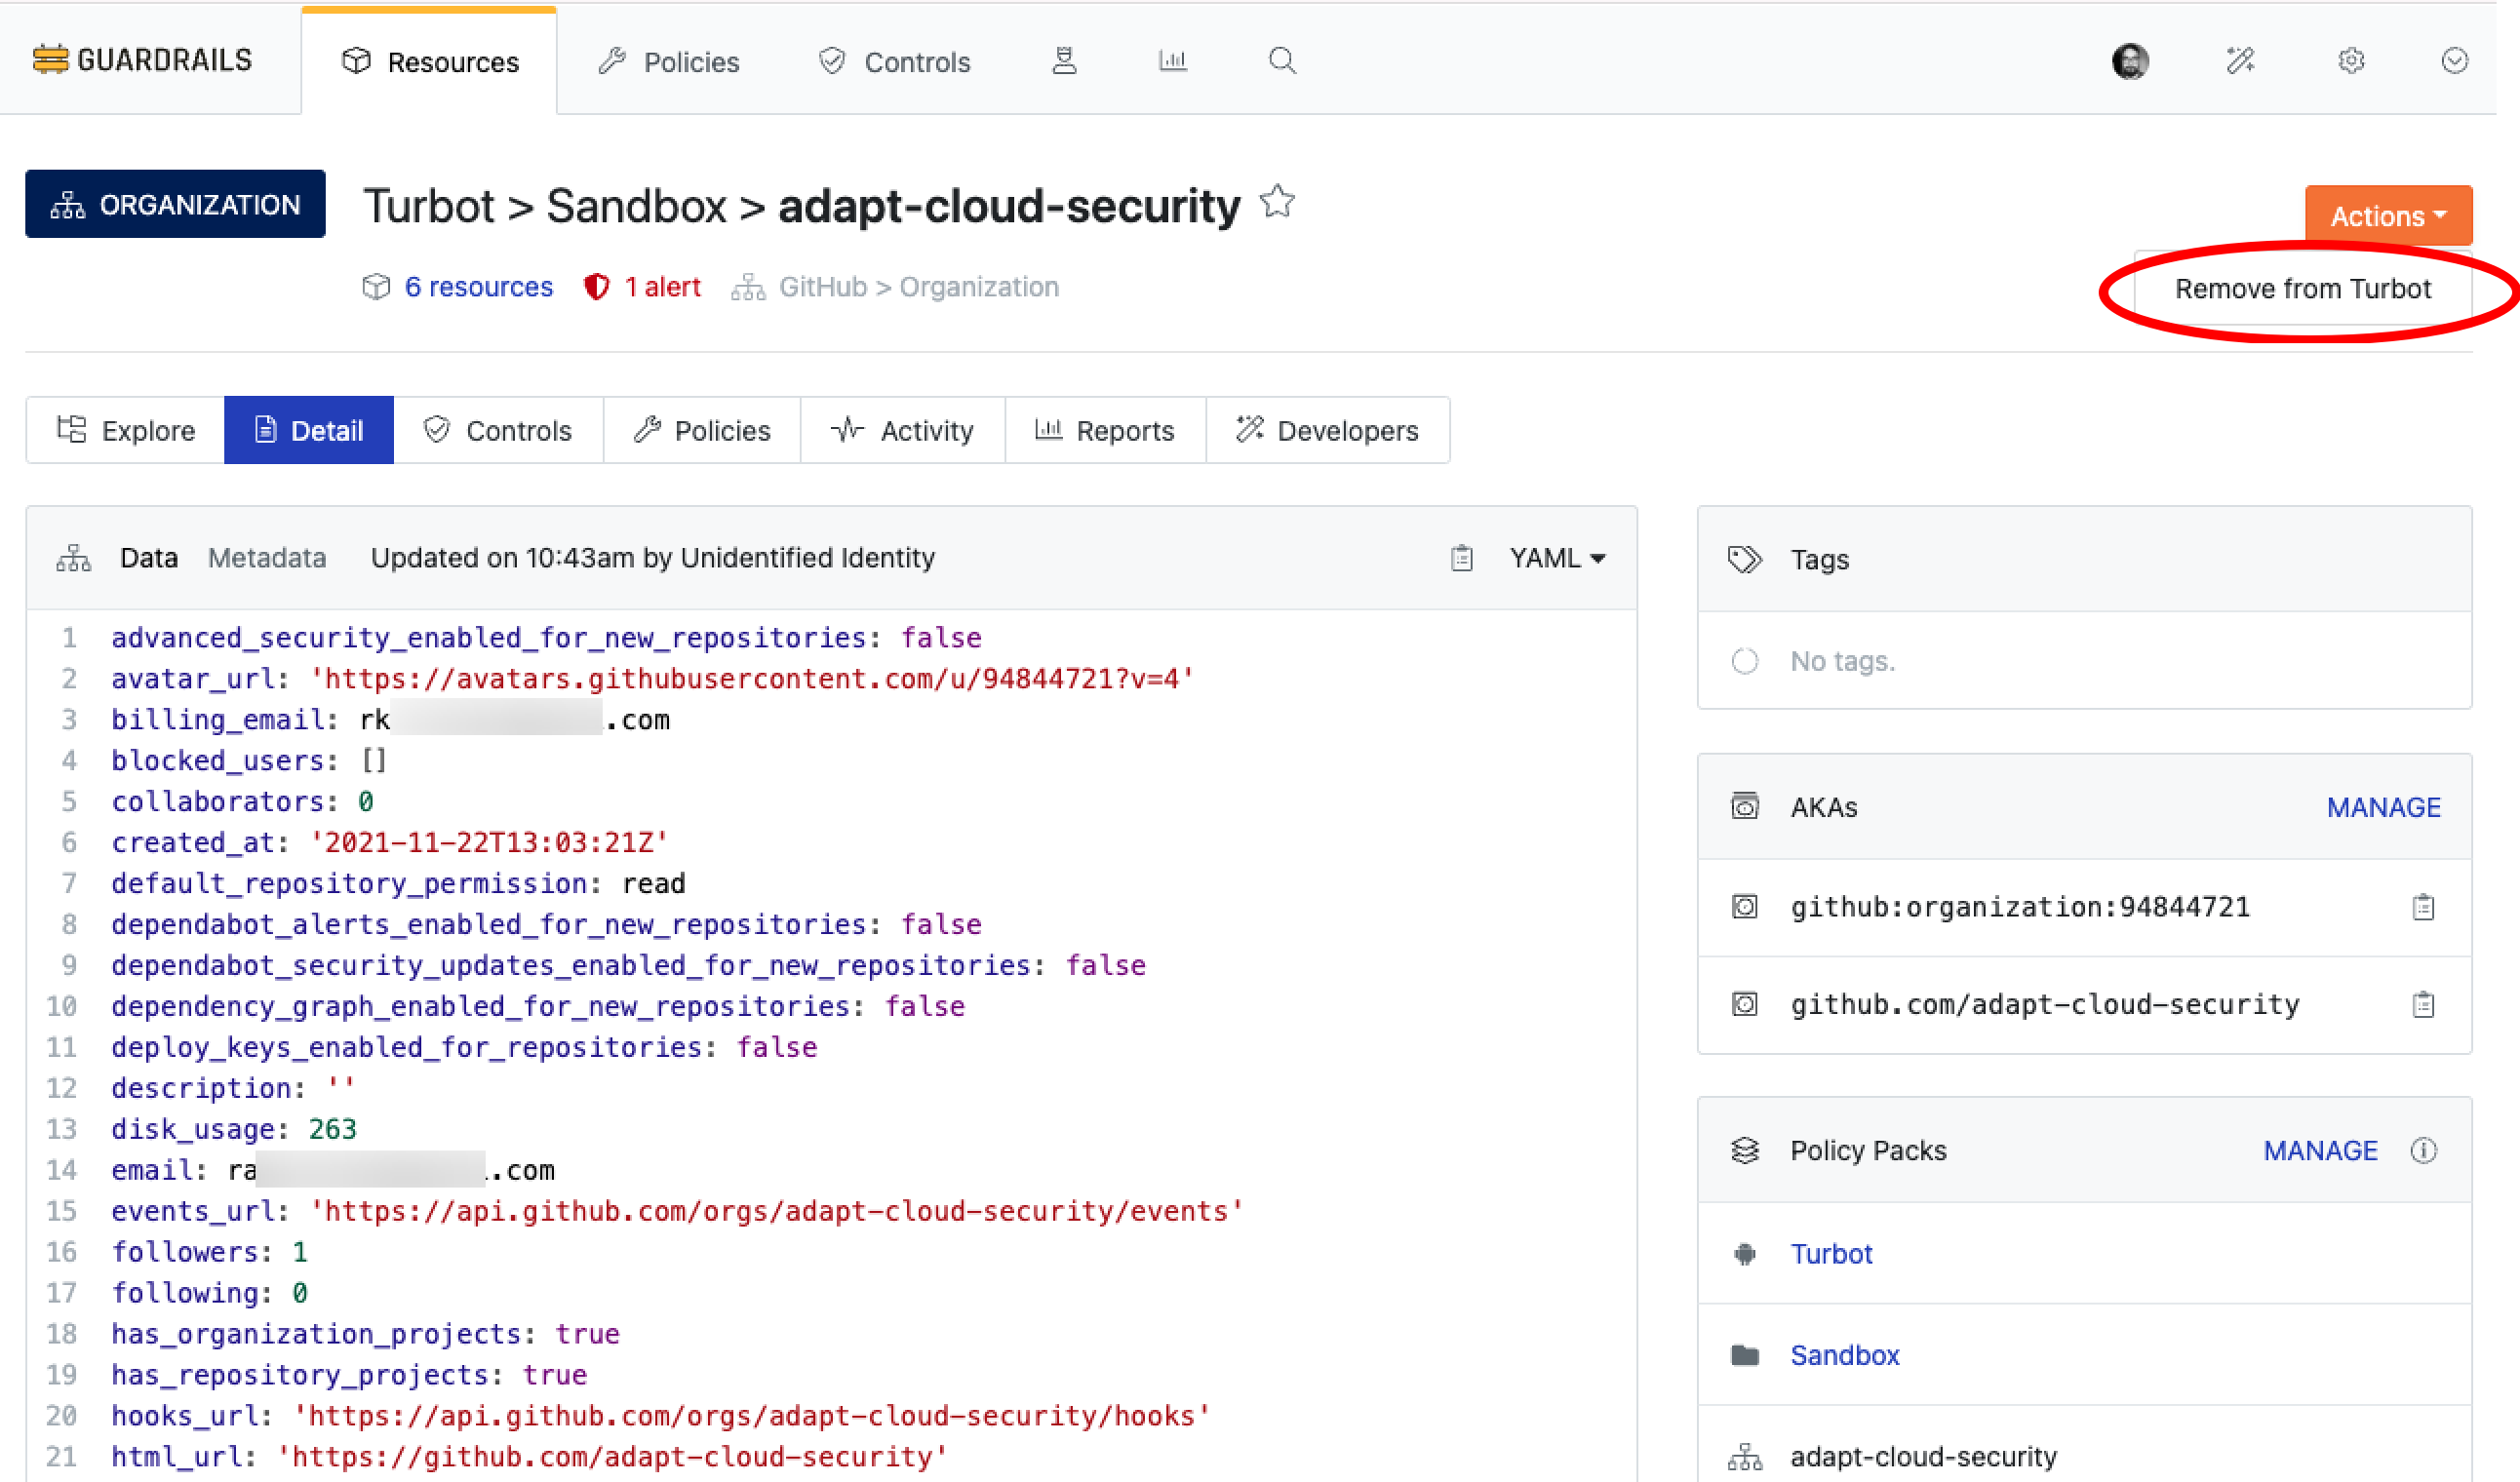 GUARDRAILS
Resources
Policies
Controls
ORGANIZATION
Turbot > Sandbox > adapt-cloud-security
Actions
6 resources
1 alert
GitHub > Organization
Remove from Turbot
Explore
Detail
Controls
Policies
Activity
Reports
Developers
Data Metadata Updated on 10:43am by Unidentified Identity
YAML
1 advanced_security_enabled_for_new_repositories: false
2 avatar_url: 'https://avatars.githubusercontent.com/u/94844721?v=4'
3 billing_email: rk .com
4 blocked_users: []
5 collaborators: 0
6 created_at: '2021-11-22T13:03:21Z'
7 default_repository_permission: read
8 dependabot_alerts_enabled_for_new_repositories: false
9 dependabot_security_updates_enabled_for_new_repositories: false
10 dependency_graph_enabled_for_new_repositories: false
11 deploy_keys_enabled_for_repositories: false
12 description: ''
13 disk_usage: 263
14 email: ra .com
15 events_url: 'https://api.github.com/orgs/adapt-cloud-security/events'
16 followers: 1
17 following: 0
18 has_organization_projects: true
19 has_repository_projects: true
20 hooks_url: 'https://api.github.com/orgs/adapt-cloud-security/hooks'
21 html_url: 'https://github.com/adapt-cloud-security'
Tags
No tags.
AKAs
MANAGE
github:organization:94844721
github.com/adapt-cloud-security
Policy Packs
MANAGE
Turbot
Sandbox
adapt-cloud-security